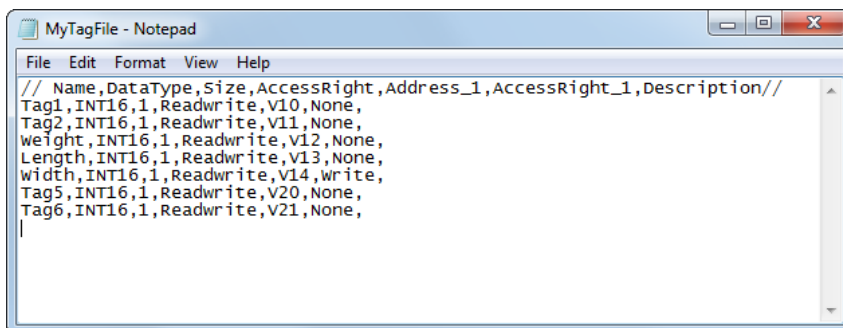 MyTagFile - Notepad
File Edit Format View Help
// Name,DataType,Size,AccessRight,Address_1,AccessRight_1,Description//
Tag1,INT16,1,Readwrite,V10,None,
Tag2,INT16,1,Readwrite,V11,None,
Weight,INT16,1,Readwrite,V12,None,
Length,INT16,1,Readwrite,V13,None,
Width,INT16,1,Readwrite,V14,Write,
Tag5,INT16,1,Readwrite,V20,None,
Tag6,INT16,1,Readwrite,V21,None,